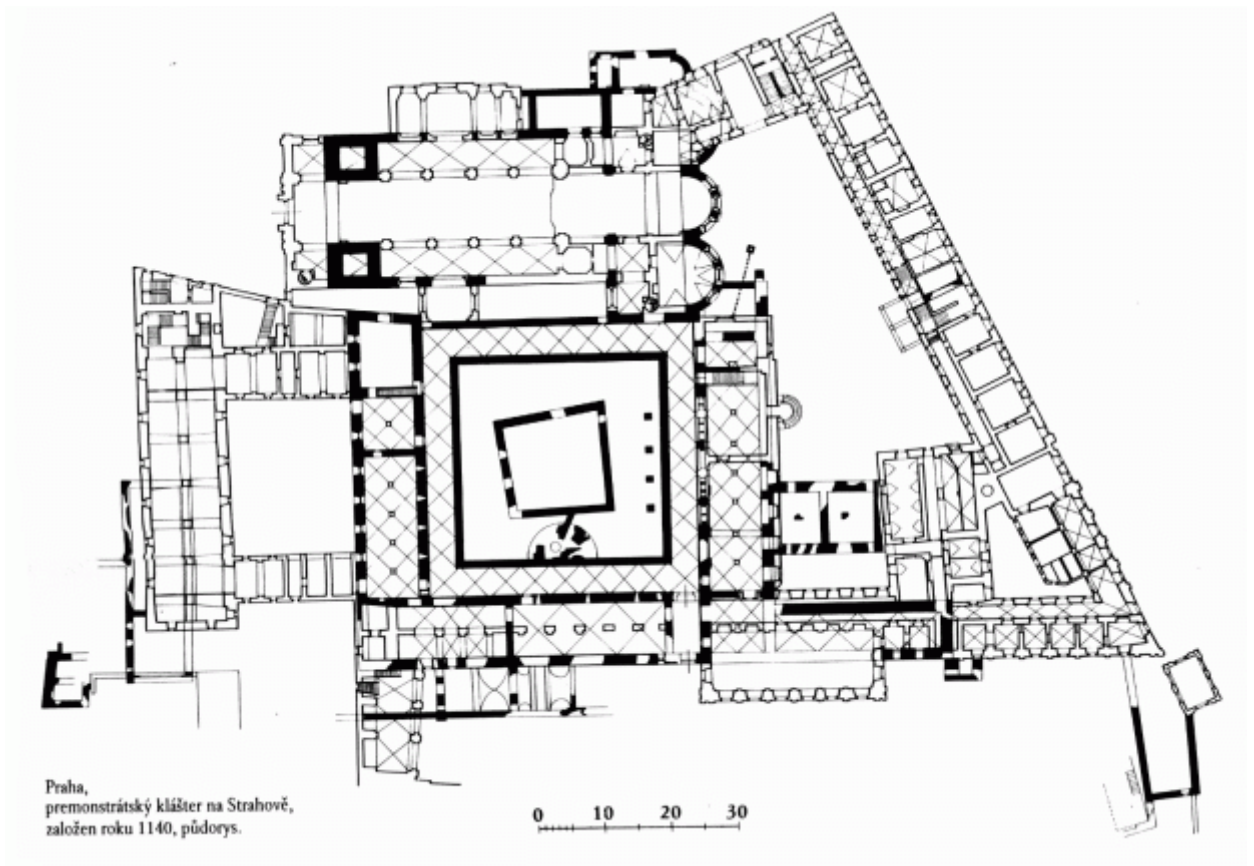 Praha,
premonstrátský klášter na Strahově,
založen roku 1140, půdorys.
0 10 20 30